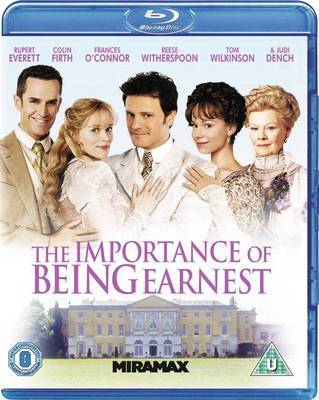 Blu-ray Disc
RUPERT EVERETT
COLIN FIRTH
FRANCES O'CONNOR
REESE WITHERSPOON
TOM WILKINSON
& JUDI DENCH
THE IMPORTANCE OF
BEING EARNEST
MIRAMAX
U
U